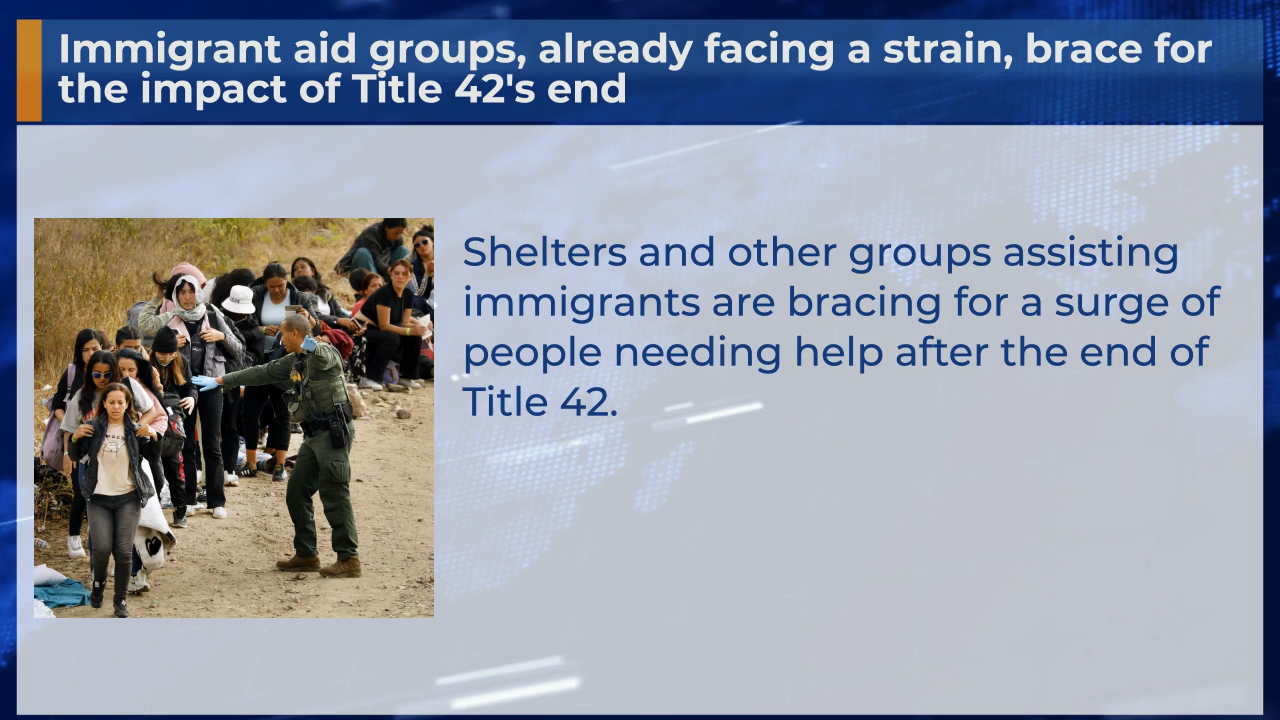 Immigrant aid groups, already facing a strain, brace for
the impact of Title 42's end
Shelters and other groups assisting
immigrants are bracing for a surge of
people needing help after the end of
Title 42.